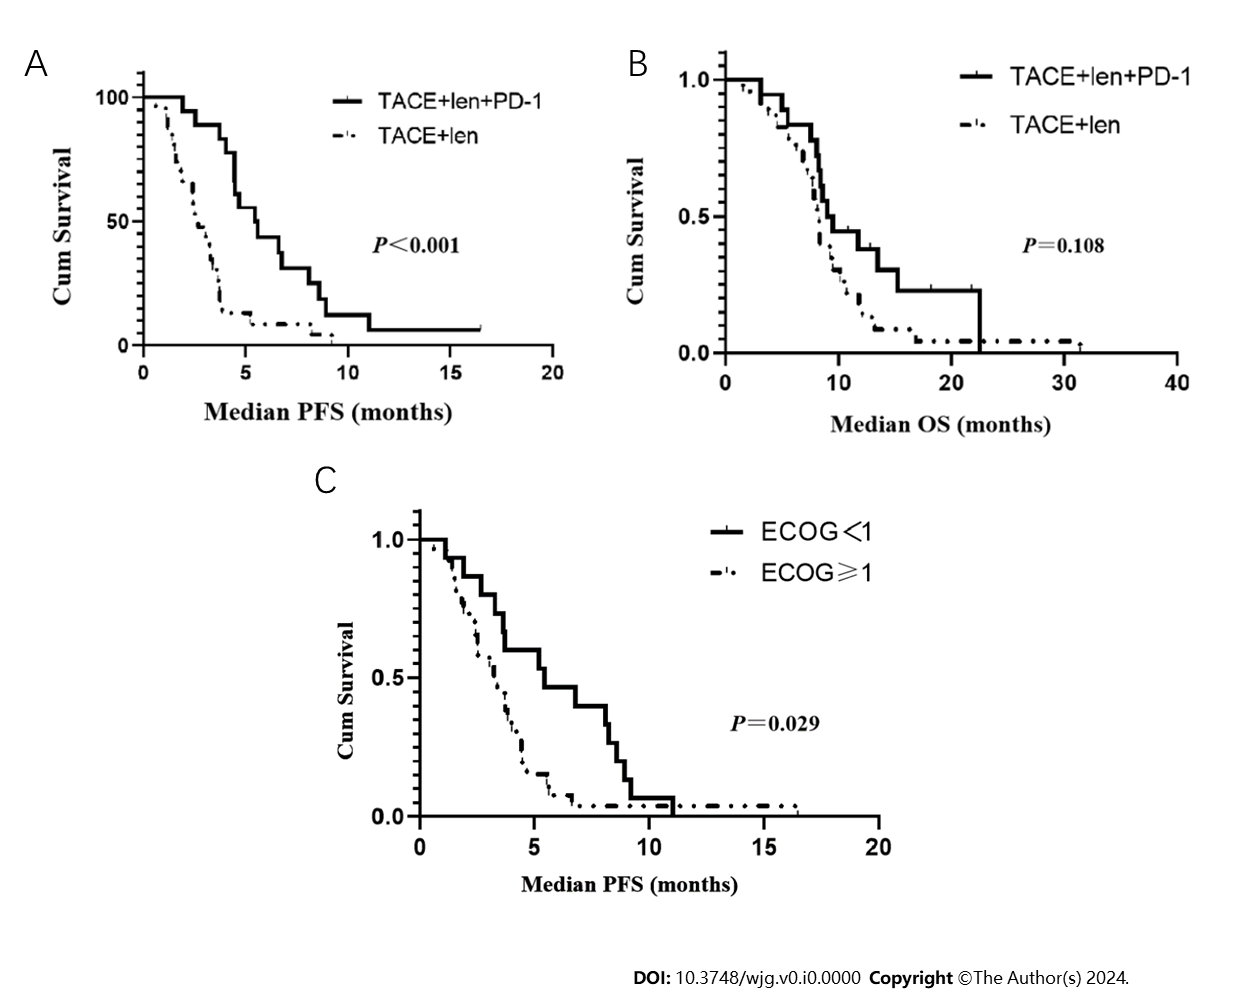 A
TACE+len+PD-1
TACE+len
100
50
0
Cum Survival
P<0.001
0 5 10 15 20
Median PFS (months)
B
TACE+len+PD-1
TACE+len
1.0
0.5
0.0
Cum Survival
P=0.108
0 10 20 30 40
Median OS (months)
C
ECOG<1
ECOG≥1
1.0
0.5
0.0
Cum Survival
P=0.029
0 5 10 15 20
Median PFS (months)
DOI: 10.3748/wjg.v0.i0.0000 Copyright ©The Author(s) 2024.